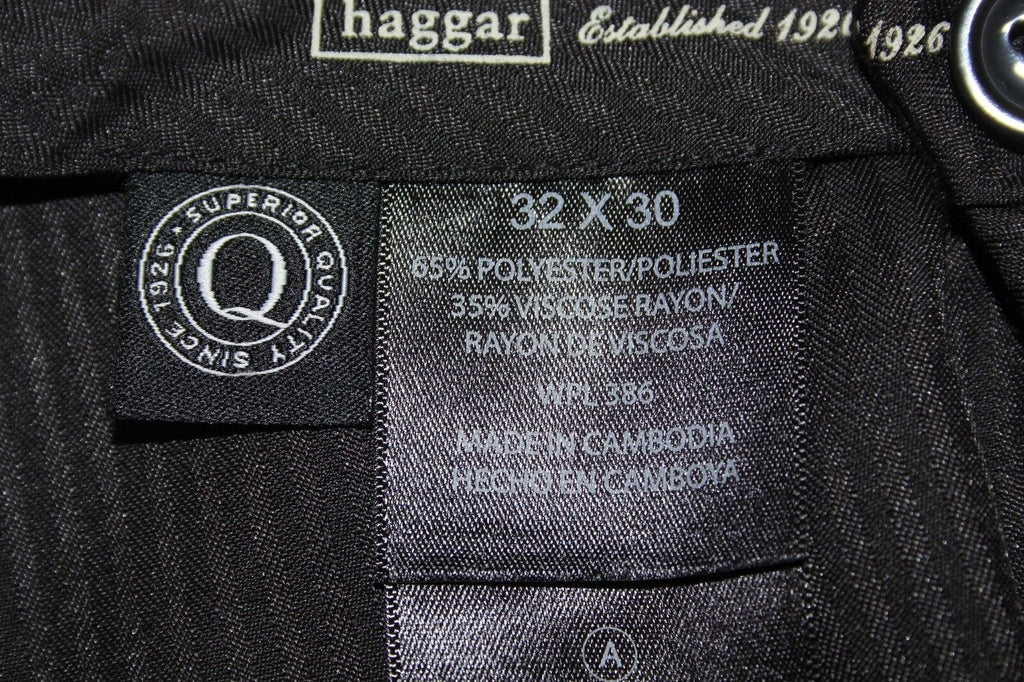 haggar
Established 1926
1926
SUPERIOR QUALITY SINCE 1926
Q
32 X 30
65% POLYESTER/POLIESTER
35% VISCOSE RAYON/
RAYON DE VISCOSA
WPL 386
MADE IN CAMBODIA
HECHO EN CAMBOYA
A